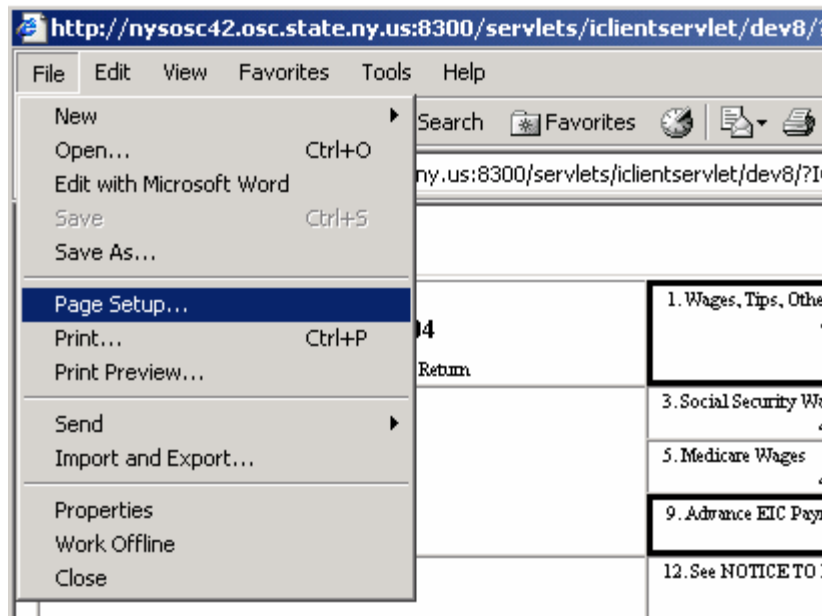 http://nysosc42.osc.state.ny.us:8300/servlets/iclientservlet/dev8/?
File Edit View Favorites Tools Help
Search Favorites
ny.us:8300/servlets/iclientservlet/dev8/?I
New
Open... Ctrl+O
Edit with Microsoft Word
Save Ctrl+S
Save As...
Page Setup...
Print... Ctrl+P
Print Preview...
Send
Import and Export...
Properties
Work Offline
Close
04
Return
1. Wages, Tips, Othe
3. Social Security Wa
5. Medicare Wages
9. Advance EIC Payr
12. See NOTICE TO